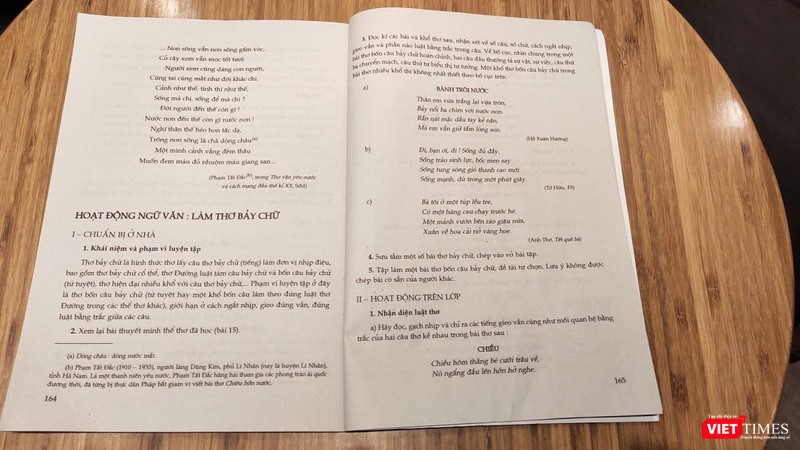 ... Non sông vẫn non sông gấm vóc,
Cỏ cây xem vẫn mọc tốt tươi.
Người xem cũng dáng con người,
Cũng tai cũng mắt như đời khác chi.
Cảnh như thế, tình thì như thế,
Sống mà chi, sống để mà chi ?
Đời người đến thế còn gì !
Nước non đến thế còn gì nước non !
Nghĩ thân thế héo hon tấc dạ,
Trông non sông lã chã dòng châu(a)
Một mình cảnh vắng đêm thâu
Muốn đem máu đỏ nhuộm màu giang san...
(Phạm Tất Đắc(b), trong Thơ văn yêu nước
và cách mạng đầu thế kỉ XX, Sđd)
HOẠT ĐỘNG NGỮ VĂN : LÀM THƠ BẢY CHỮ
I – CHUẨN BỊ Ở NHÀ
1. Khái niệm và phạm vi luyện tập
Thơ bảy chữ là hình thức thơ lấy câu thơ bảy chữ (tiếng) làm đơn vị nhịp điệu,
bao gồm thơ bảy chữ cổ thể, thơ Đường luật tám câu bảy chữ và bốn câu bảy chữ
(tứ tuyệt), thơ hiện đại nhiều khổ với câu thơ bảy chữ,... Phạm vi luyện tập ở đây
là thơ bốn câu bảy chữ (tứ tuyệt hay một khổ bốn câu làm theo đúng luật thơ
Đường trong các thể thơ khác), giới hạn ở cách ngắt nhịp, gieo đúng vần, đúng
luật bằng trắc giữa các câu.
2. Xem lại bài thuyết minh thể thơ đã học (bài 15).
(a) Dòng châu : dòng nước mắt.
(b) Phạm Tất Đắc (1910 – 1935), người làng Dũng Kim, phủ Lí Nhân (nay là huyện Lí Nhân),
tỉnh Hà Nam. Là một thanh niên yêu nước, Phạm Tất Đắc hăng hái tham gia các phong trào ái quốc
đương thời, đã từng bị thực dân Pháp bắt giam vì viết bài thơ Chiêu hồn nước.
164
3. Đọc kĩ các bài và khổ thơ sau, nhận xét về số câu, số chữ, cách ngắt nhịp,
gieo vần và phần nào luật bằng trắc trong câu. Về bố cục, nhìn chung trong một
bài thơ bốn câu bảy chữ hoàn chỉnh, hai câu đầu thường tả sự vật, sự việc, câu thứ
ba chuyển mạch, câu thứ tư biểu thị tư tưởng. Một khổ thơ bốn câu bảy chữ trong
bài thơ nhiều khổ thì không nhất thiết theo bố cục trên.
a) BÁNH TRÔI NƯỚC
Thân em vừa trắng lại vừa tròn,
Bảy nổi ba chìm với nước non.
Rắn nát mặc dầu tay kẻ nặn,
Mà em vẫn giữ tấm lòng son.
(Hồ Xuân Hương)
b) Đi, bạn ơi, đi ! Sống đủ đầy.
Sống trào sinh lực, bốc men say
Sống tung sóng gió thanh cao mới
Sống mạnh, dù trong một phút giây.
(Tố Hữu, Đi)
c) Bà tôi ở một túp lều tre,
Có một hàng cau chạy trước hè.
Một mảnh vườn bên rào giậu nứa,
Xuân về hoa cải nở vàng hoe.
(Anh Thơ, Tết quê bà)
4. Sưu tầm một số bài thơ bảy chữ, chép vào vở bài tập.
5. Tập làm một bài thơ bốn câu bảy chữ, đề tài tự chọn. Lưu ý không được
chép bài có sẵn của người khác.
II – HOẠT ĐỘNG TRÊN LỚP
1. Nhận diện luật thơ
a) Hãy đọc, gạch nhịp và chỉ ra các tiếng gieo vần cũng như mối quan hệ bằng
trắc của hai câu thơ kề nhau trong bài thơ sau :
CHIỀU
Chiều hôm thằng bé cưỡi trâu về,
Nó ngẩng đầu lên hớn hở nghe.
165
Tạp chí điện tử
VIET TIMES
Truyền thông trên nền tảng số